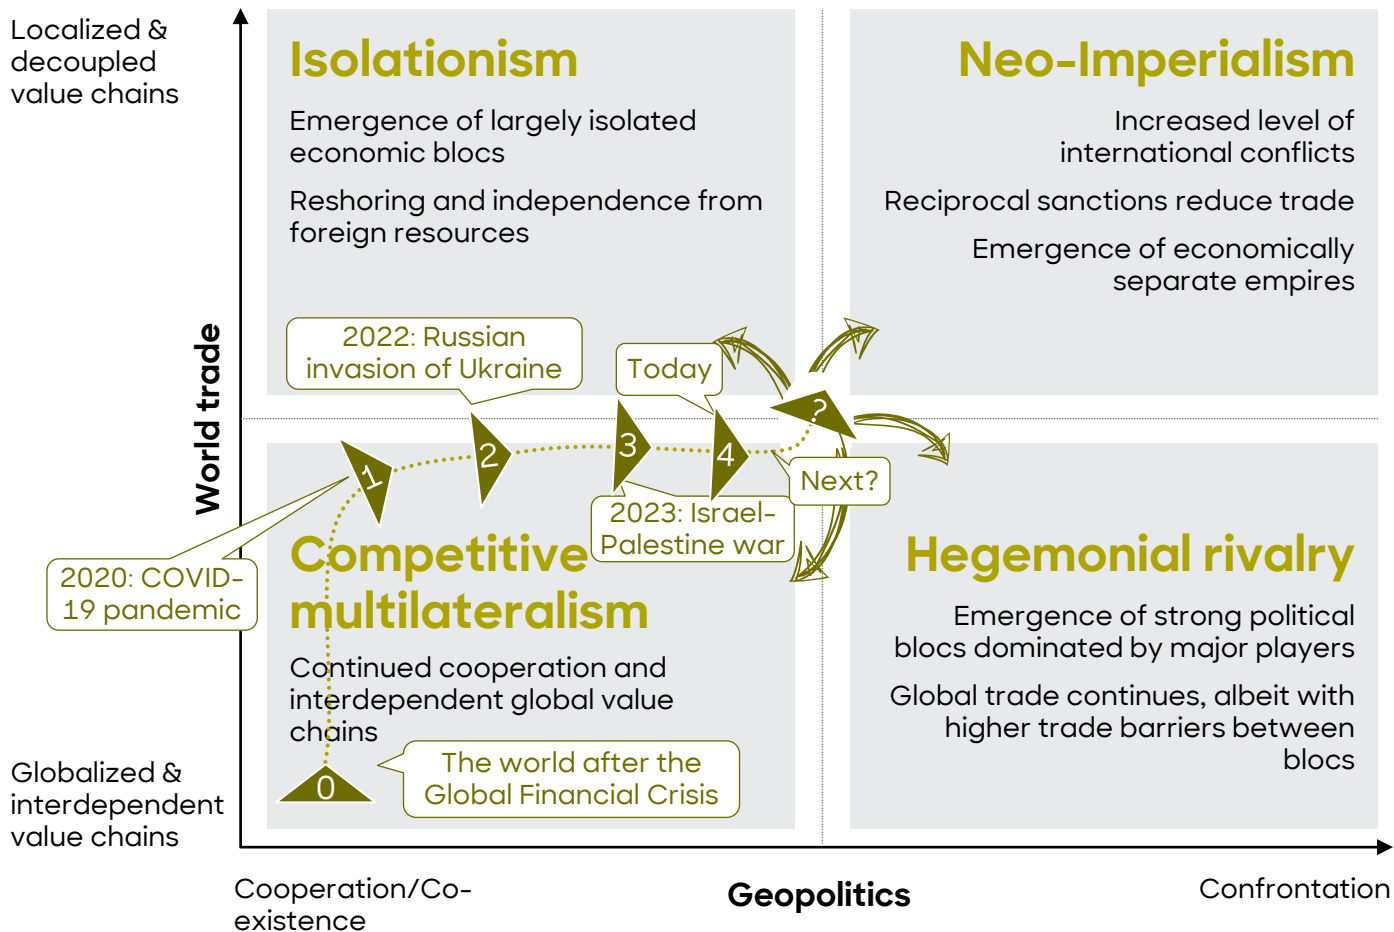 Localized &
decoupled
value chains
Isolationism
Emergence of largely isolated
economic blocs
Reshoring and independence from
foreign resources
Neo-Imperialism
Increased level of
international conflicts
Reciprocal sanctions reduce trade
Emergence of economically
separate empires
World trade
2022: Russian
invasion of Ukraine
Today
?
1
2
3
4
Next?
2023: Israel-
Palestine war
2020: COVID-
19 pandemic
Competitive
multilateralism
Continued cooperation and
interdependent global value
chains
0
The world after the
Global Financial Crisis
Hegemonial rivalry
Emergence of strong political
blocs dominated by major players
Global trade continues, albeit with
higher trade barriers between
blocs
Globalized &
interdependent
value chains
Cooperation/Co-
existence
Geopolitics
Confrontation